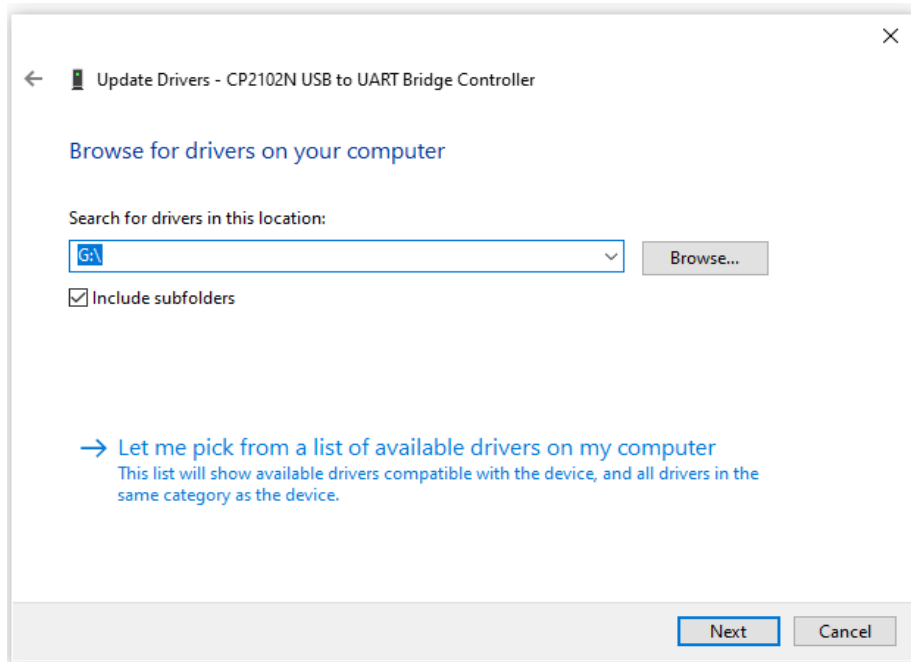 Update Drivers - CP2102N USB to UART Bridge Controller
Browse for drivers on your computer
Search for drivers in this location:
G:\
Browse...
Include subfolders
Let me pick from a list of available drivers on my computer
This list will show available drivers compatible with the device, and all drivers in the
same category as the device.
Next
Cancel